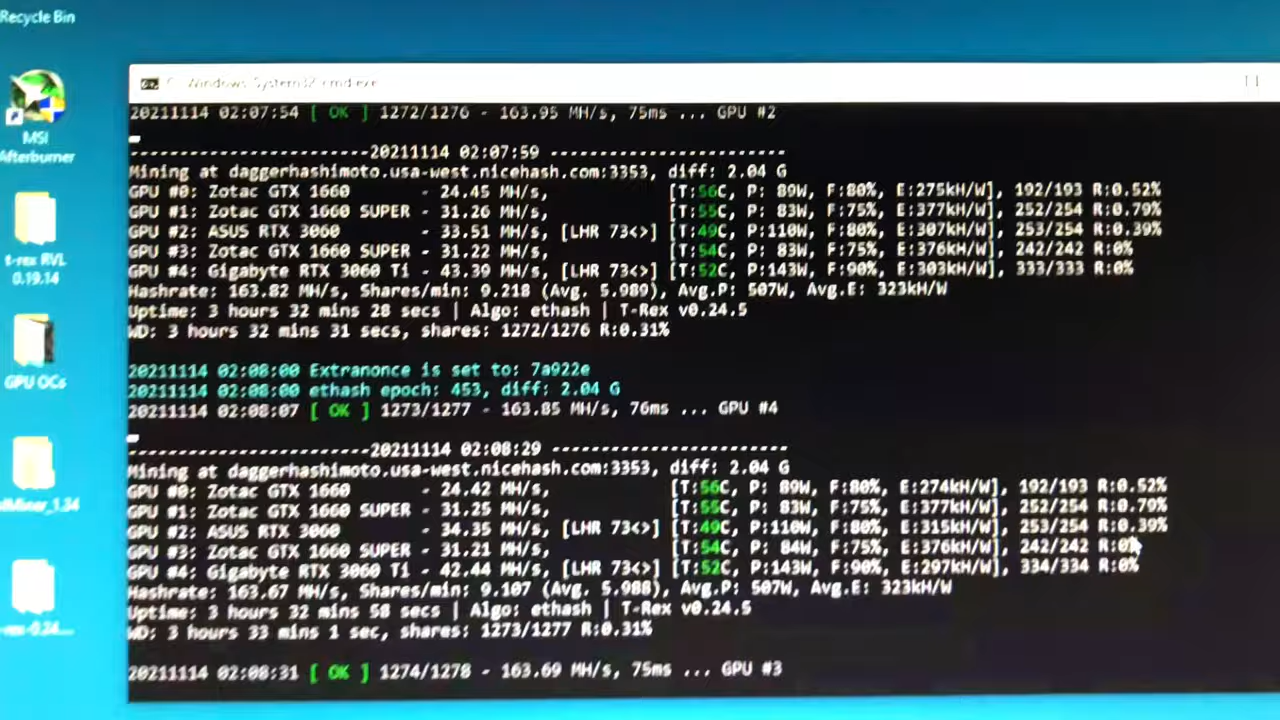 Recycle Bin
MSI
Afterburner
t-rex RVL
0.19.14
GPU OCs
C:\Windows\System32\cmd.exe
20211114 02:07:54 [ OK ] 1272/1276 - 163.95 MH/s, 75ms ... GPU #2
-----------------------20211114 02:07:59 -----------------------
Mining at daggerhashimoto.usa-west.nicehash.com:3353, diff: 2.04 G
GPU #0: Zotac GTX 1660 - 24.45 MH/s, [T:56C, P: 89W, F:80%, E:275kH/W], 192/193 R:0.52%
GPU #1: Zotac GTX 1660 SUPER - 31.26 MH/s, [T:55C, P: 83W, F:75%, E:377kH/W], 252/254 R:0.79%
GPU #2: ASUS RTX 3060 - 33.51 MH/s, [LHR 73<>] [T:49C, P:110W, F:80%, E:307kH/W], 253/254 R:0.39%
GPU #3: Zotac GTX 1660 SUPER - 31.22 MH/s, [T:54C, P: 83W, F:75%, E:376kH/W], 242/242 R:0%
GPU #4: Gigabyte RTX 3060 Ti - 43.39 MH/s, [LHR 73<>] [T:52C, P:143W, F:90%, E:303kH/W], 333/333 R:0%
Hashrate: 163.82 MH/s, Shares/min: 9.218 (Avg. 5.989), Avg.P: 507W, Avg.E: 323kH/W
Uptime: 3 hours 32 mins 28 secs | Algo: ethash | T-Rex v0.24.5
WD: 3 hours 32 mins 31 secs, shares: 1272/1276 R:0.31%
20211114 02:08:00 Extranonce is set to: 7a922e
20211114 02:08:00 ethash epoch: 453, diff: 2.04 G
20211114 02:08:07 [ OK ] 1273/1277 - 163.85 MH/s, 76ms ... GPU #4
-----------------------20211114 02:08:29 -----------------------
Mining at daggerhashimoto.usa-west.nicehash.com:3353, diff: 2.04 G
GPU #0: Zotac GTX 1660 - 24.42 MH/s, [T:56C, P: 89W, F:80%, E:274kH/W], 192/193 R:0.52%
GPU #1: Zotac GTX 1660 SUPER - 31.25 MH/s, [T:55C, P: 83W, F:75%, E:377kH/W], 252/254 R:0.79%
GPU #2: ASUS RTX 3060 - 34.35 MH/s, [LHR 73<>] [T:49C, P:110W, F:80%, E:315kH/W], 253/254 R:0.39%
GPU #3: Zotac GTX 1660 SUPER - 31.21 MH/s, [T:54C, P: 84W, F:75%, E:376kH/W], 242/242 R:0%
GPU #4: Gigabyte RTX 3060 Ti - 42.44 MH/s, [LHR 73<>] [T:52C, P:143W, F:90%, E:297kH/W], 334/334 R:0%
Hashrate: 163.67 MH/s, Shares/min: 9.107 (Avg. 5.988), Avg.P: 507W, Avg.E: 323kH/W
Uptime: 3 hours 32 mins 58 secs | Algo: ethash | T-Rex v0.24.5
WD: 3 hours 33 mins 1 sec, shares: 1273/1277 R:0.31%
20211114 02:08:31 [ OK ] 1274/1278 - 163.69 MH/s, 75ms ... GPU #3